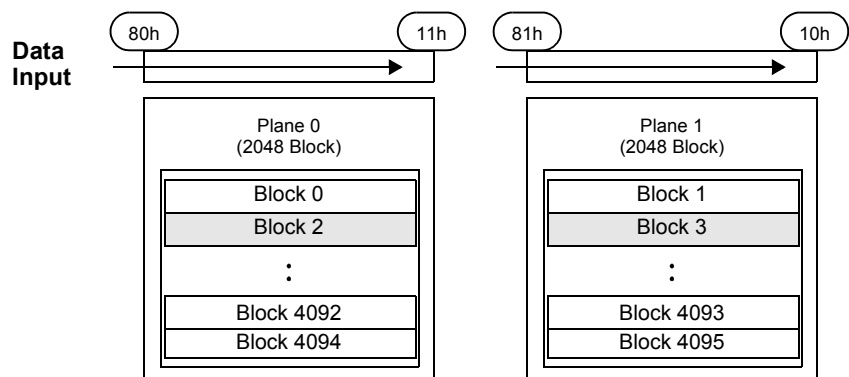 80h
11h
81h
10h
Data
Input
Plane 0
(2048 Block)
Block 0
Block 2
:
Block 4092
Block 4094
Plane 1
(2048 Block)
Block 1
Block 3
:
Block 4093
Block 4095